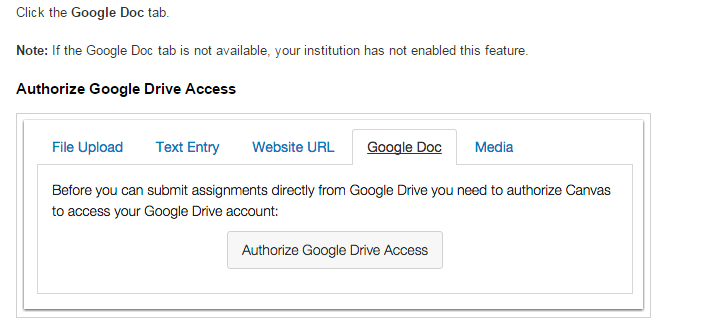 Click the Google Doc tab.
Note: If the Google Doc tab is not available, your institution has not enabled this feature.
Authorize Google Drive Access
File Upload Text Entry Website URL Google Doc Media
Before you can submit assignments directly from Google Drive you need to authorize Canvas
to access your Google Drive account:
Authorize Google Drive Access